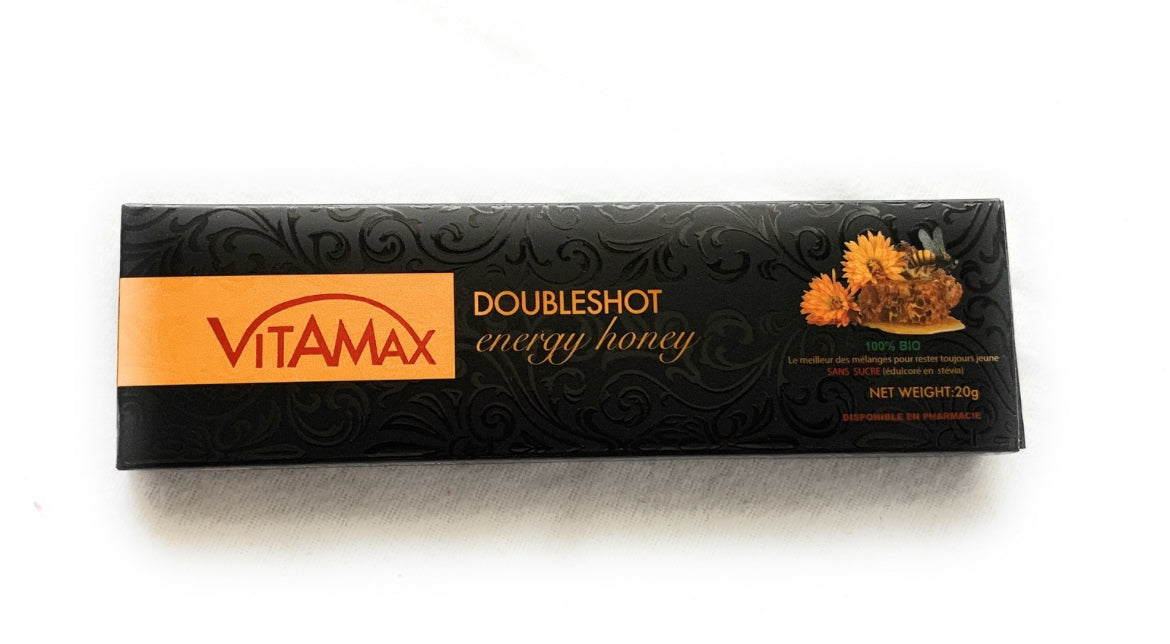 VITAMAX
DOUBLESHOT
energy honey
100% BIO
Le meilleur des mélanges pour rester toujours jeune
SANS SUCRE (édulcoré en stévia)
NET WEIGHT:20g
DISPONIBLE EN PHARMACIE